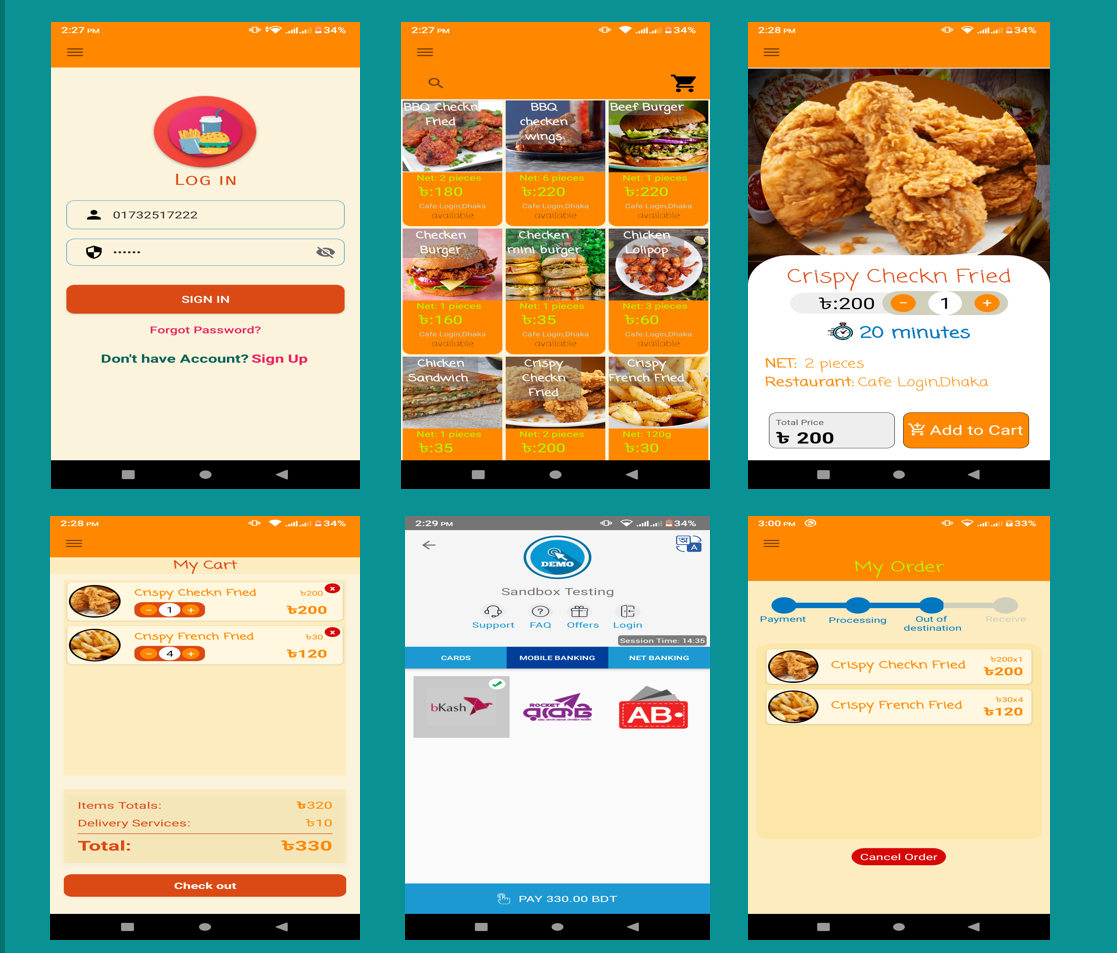 2:27 PM
34%
LOG IN
01732517222
••••••
SIGN IN
Forgot Password?
Don't have Account? Sign Up
2:27 PM
34%
BBQ Checkn Fried
Net: 2 pieces
৳:180
Cafe Login,Dhaka
available
BBQ checken wings
Net: 6 pieces
৳:220
Cafe Login,Dhaka
available
Beef Burger
Net: 1 pieces
৳:220
Cafe Login,Dhaka
available
Checken Burger
Net: 1 pieces
৳:160
Cafe Login,Dhaka
available
Checken mini burger
Net: 1 pieces
৳:35
Cafe Login,Dhaka
available
Chicken Lolipop
Net: 3 pieces
৳:60
Cafe Login,Dhaka
available
Chicken Sandwich
Net: 1 pieces
৳:35
Crispy Checkn Fried
Net: 2 pieces
৳:200
Crispy French Fried
Net: 120g
৳:30
2:28 PM
34%
Crispy Checkn Fried
৳:200 − 1 +
20 minutes
NET: 2 pieces
Restaurant: Cafe Login,Dhaka
Total Price
৳ 200
Add to Cart
2:28 PM
34%
My Cart
Crispy Checkn Fried ৳200
− 1 + ৳200
Crispy French Fried ৳30
− 4 + ৳120
Items Totals: ৳320
Delivery Services: ৳10
Total: ৳330
Check out
2:29 PM
34%
DEMO
Sandbox Testing
Support FAQ Offers Login
Session Time: 14:35
CARDS MOBILE BANKING NET BANKING
bKash
ROCKET
রকেট
AB
PAY 330.00 BDT
3:00 PM
33%
My Order
Payment Processing Out of destination Receive
Crispy Checkn Fried ৳200x1
৳200
Crispy French Fried ৳30x4
৳120
Cancel Order